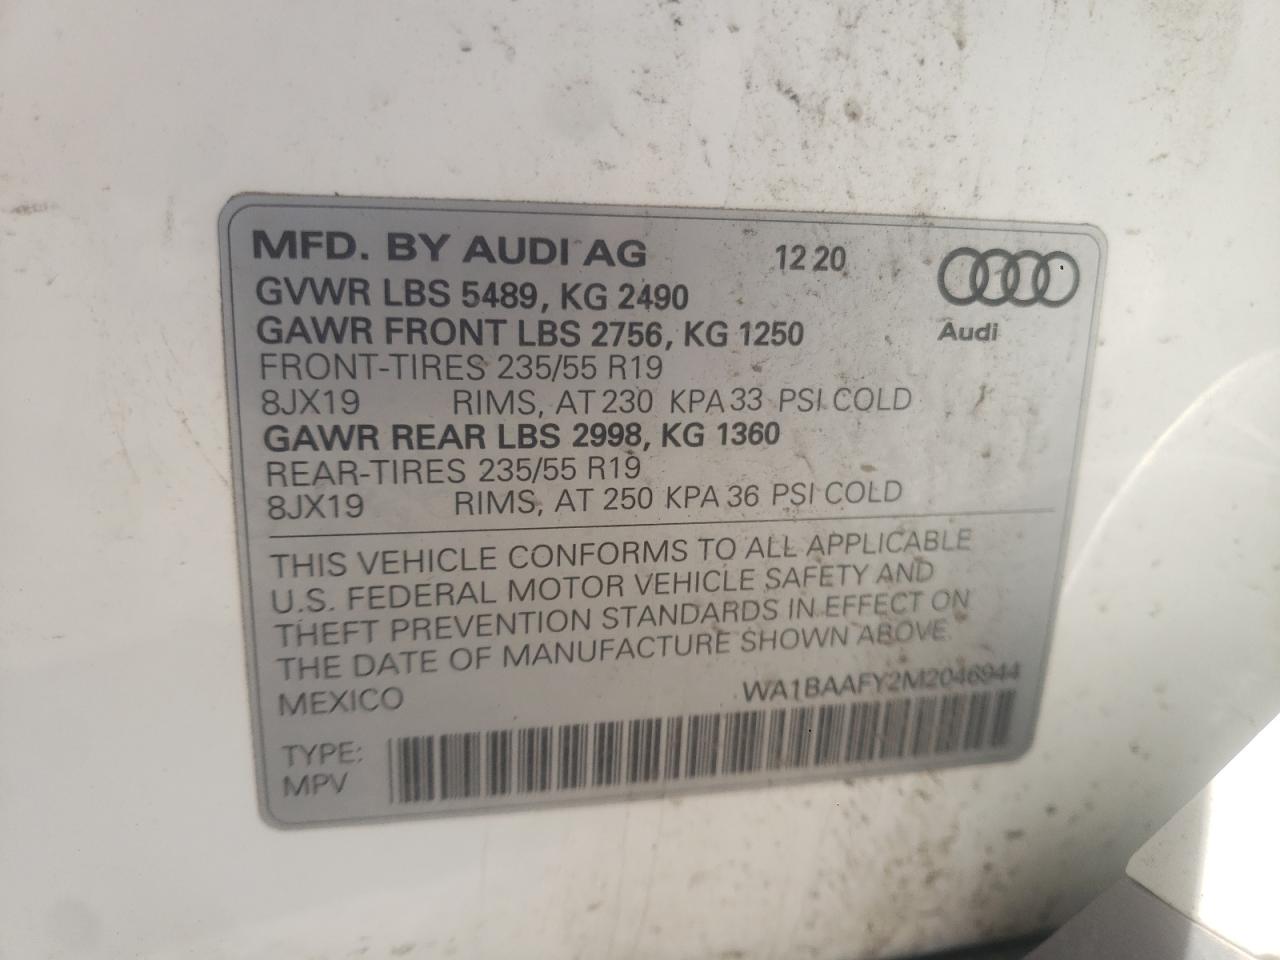 MFD. BY AUDI AG 12 20
GVWR LBS 5489, KG 2490
GAWR FRONT LBS 2756, KG 1250
Audi
FRONT-TIRES 235/55 R19
8JX19 RIMS, AT 230 KPA 33 PSI COLD
GAWR REAR LBS 2998, KG 1360
REAR-TIRES 235/55 R19
8JX19 RIMS, AT 250 KPA 36 PSI COLD
THIS VEHICLE CONFORMS TO ALL APPLICABLE
U.S. FEDERAL MOTOR VEHICLE SAFETY AND
THEFT PREVENTION STANDARDS IN EFFECT ON
THE DATE OF MANUFACTURE SHOWN ABOVE.
MEXICO WA1BAAFY2M2046944
TYPE:
MPV